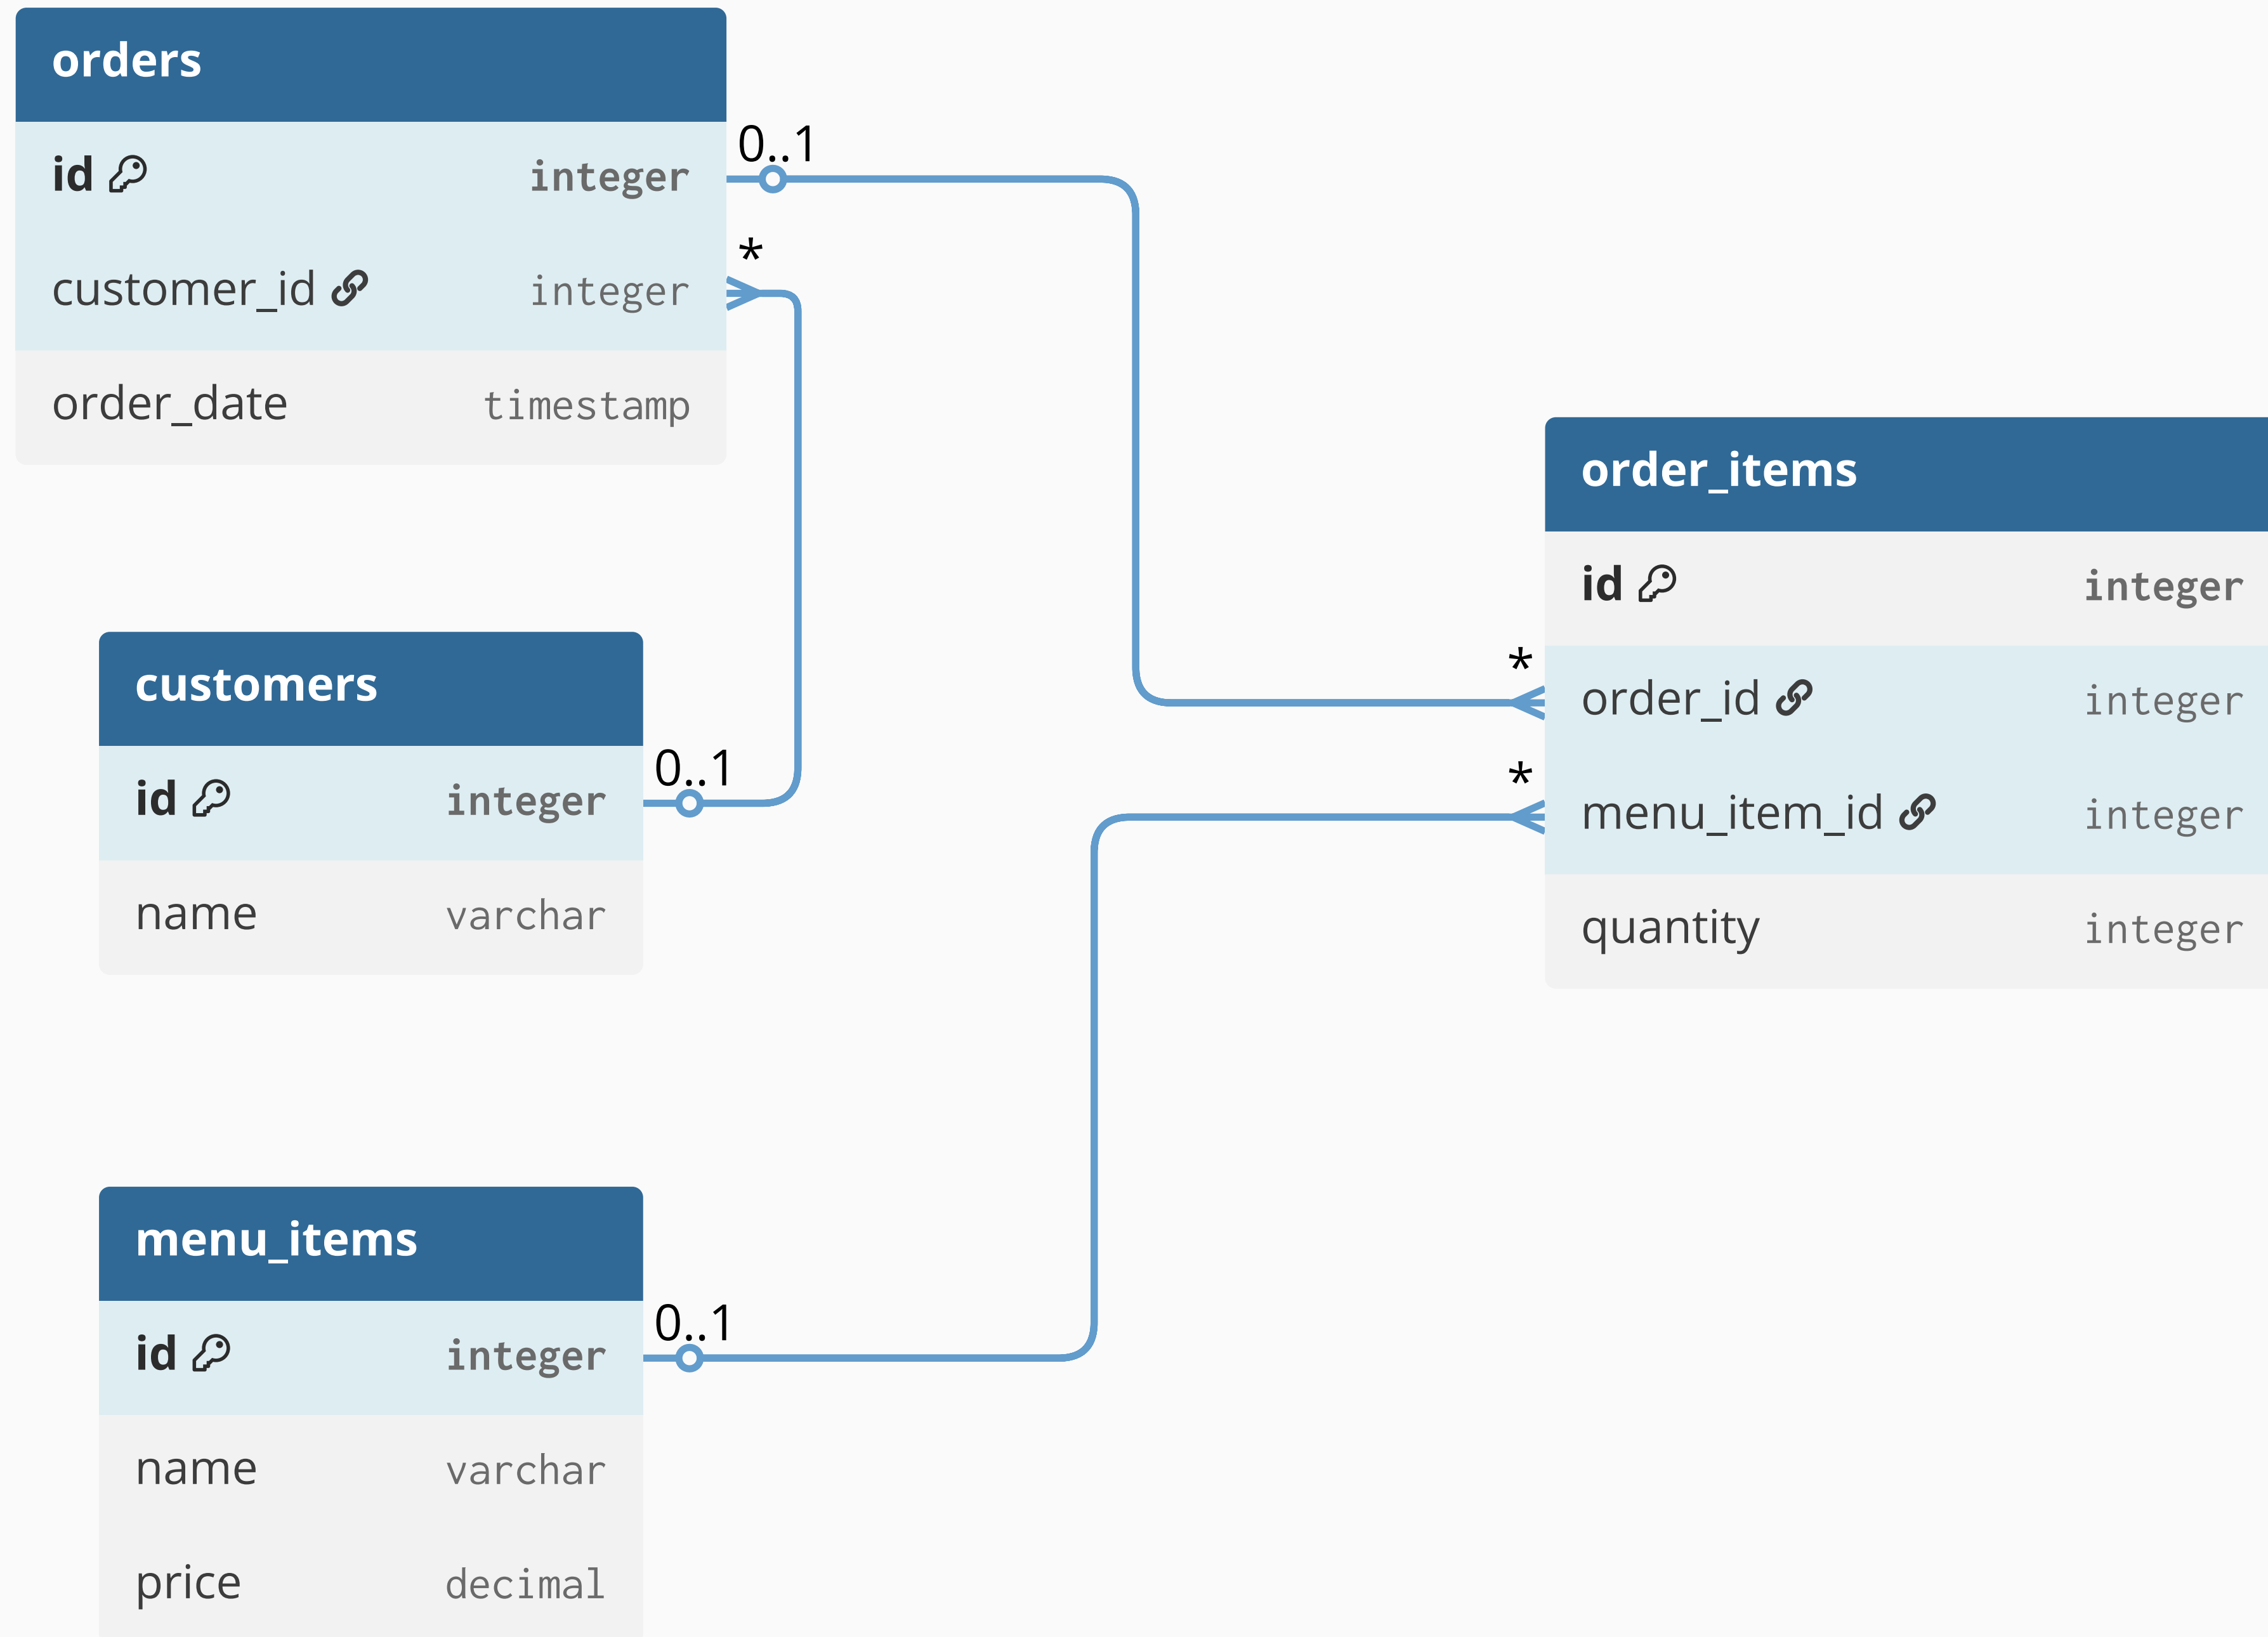 orders
id integer
customer_id integer
order_date timestamp
0..1
*
customers
id integer
name varchar
0..1
menu_items
id integer
name varchar
price decimal
0..1
order_items
id integer
order_id integer
menu_item_id integer
quantity integer
*
*